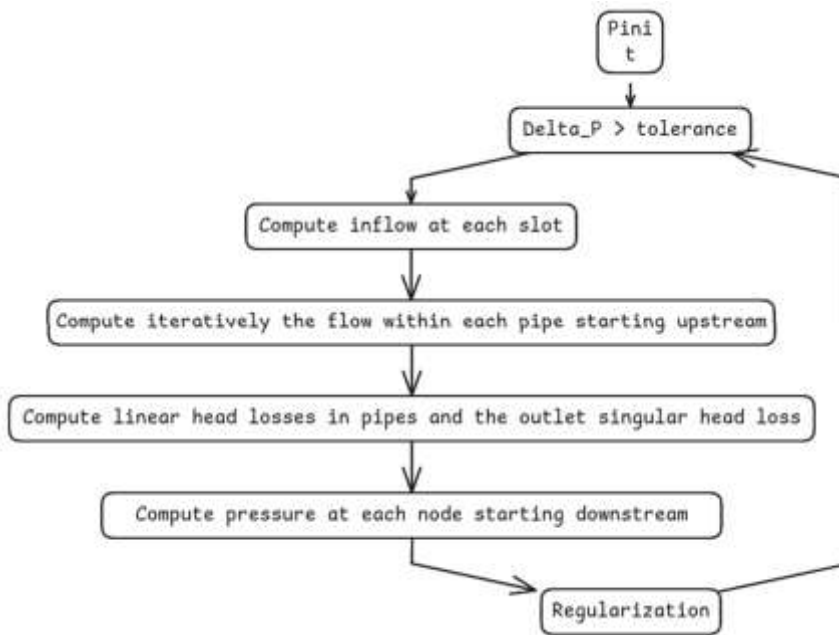 Pini
t
Delta_P > tolerance
Compute inflow at each slot
Compute iteratively the flow within each pipe starting upstream
Compute linear head losses in pipes and the outlet singular head loss
Compute pressure at each node starting downstream
Regularization